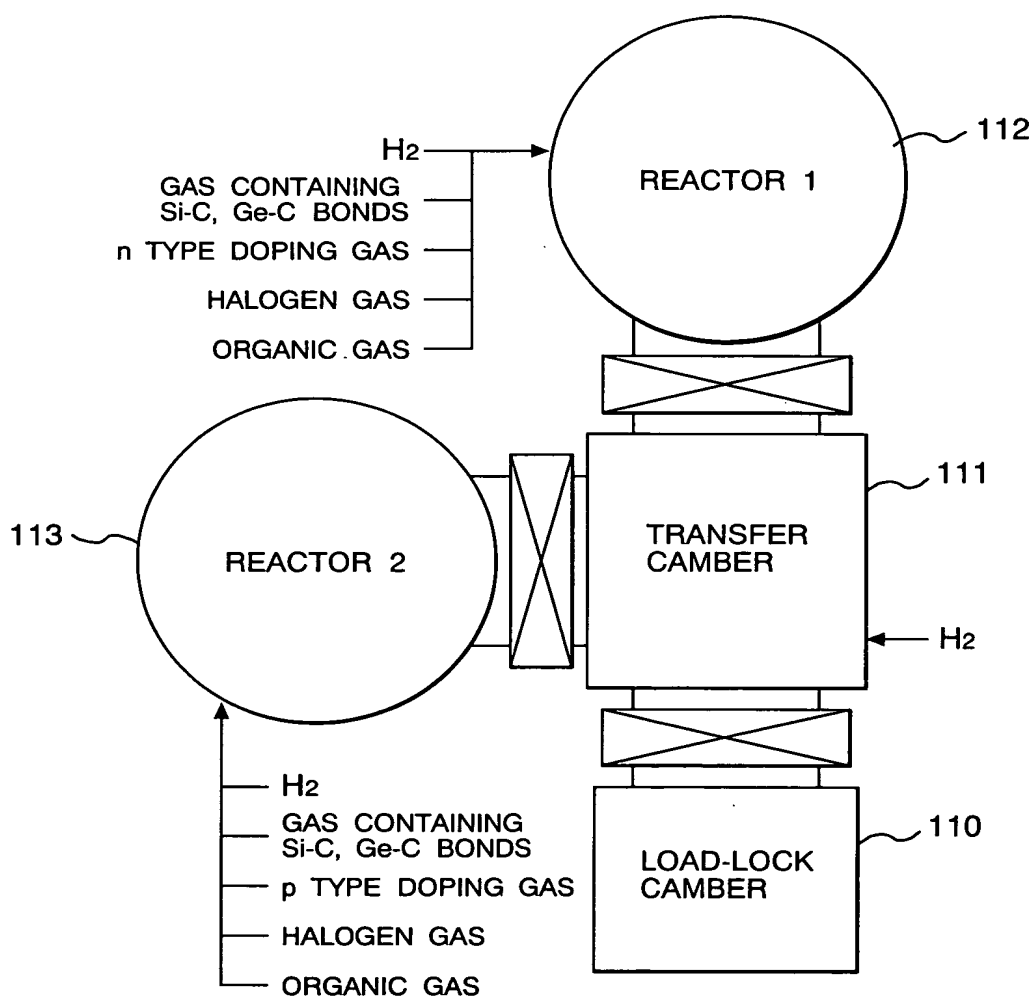 REACTOR 1
112
H2
GAS CONTAINING
Si-C, Ge-C BONDS
n TYPE DOPING GAS
HALOGEN GAS
ORGANIC GAS
111
TRANSFER
CAMBER
H2
113
REACTOR 2
H2
GAS CONTAINING
Si-C, Ge-C BONDS
p TYPE DOPING GAS
HALOGEN GAS
ORGANIC GAS
110
LOAD-LOCK
CAMBER